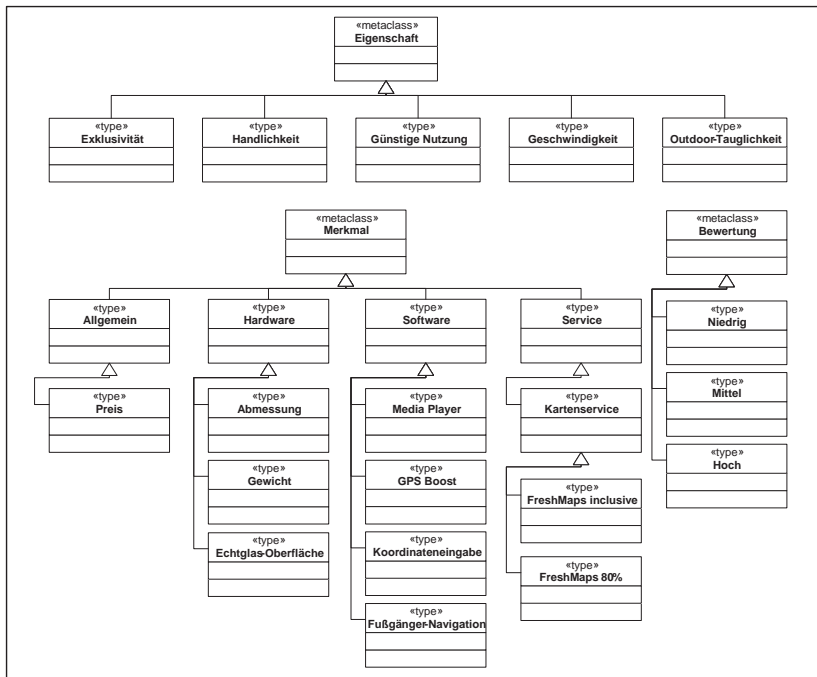 «metaclass»
Eigenschaft
«type»
Exklusivität
«type»
Handlichkeit
«type»
Günstige Nutzung
«type»
Geschwindigkeit
«type»
Outdoor-Tauglichkeit
«metaclass»
Merkmal
«metaclass»
Bewertung
«type»
Allgemein
«type»
Hardware
«type»
Software
«type»
Service
«type»
Niedrig
«type»
Preis
«type»
Abmessung
«type»
Media Player
«type»
Kartenservice
«type»
Mittel
«type»
Gewicht
«type»
GPS Boost
«type»
FreshMaps inclusive
«type»
Hoch
«type»
Echtglas-Oberfläche
«type»
Koordinateneingabe
«type»
FreshMaps 80%
«type»
Fußgänger-Navigation